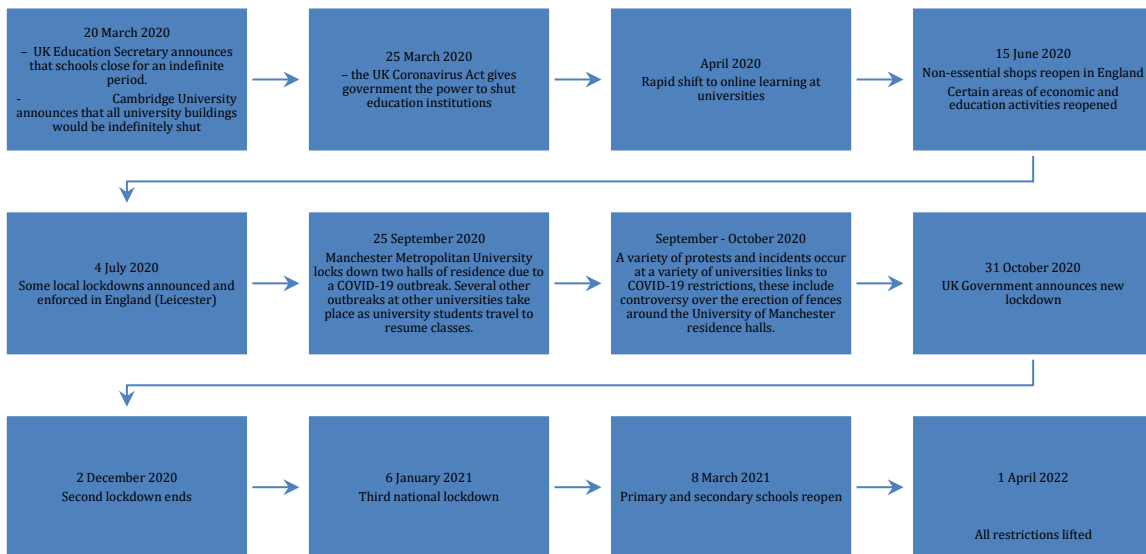 20 March 2020
– UK Education Secretary announces
that schools close for an indefinite
period.
- Cambridge University
announces that all university buildings
would be indefinitely shut
25 March 2020
– the UK Coronavirus Act gives
government the power to shut
education institutions
April 2020
Rapid shift to online learning at
universities
15 June 2020
Non-essential shops reopen in England
Certain areas of economic and
education activities reopened
4 July 2020
Some local lockdowns announced and
enforced in England (Leicester)
25 September 2020
Manchester Metropolitan University
locks down two halls of residence due to
a COVID-19 outbreak. Several other
outbreaks at other universities take
place as university students travel to
resume classes.
September - October 2020
A variety of protests and incidents occur
at a variety of universities links to
COVID-19 restrictions, these include
controversy over the erection of fences
around the University of Manchester
residence halls.
31 October 2020
UK Government announces new
lockdown
2 December 2020
Second lockdown ends
6 January 2021
Third national lockdown
8 March 2021
Primary and secondary schools reopen
1 April 2022
All restrictions lifted